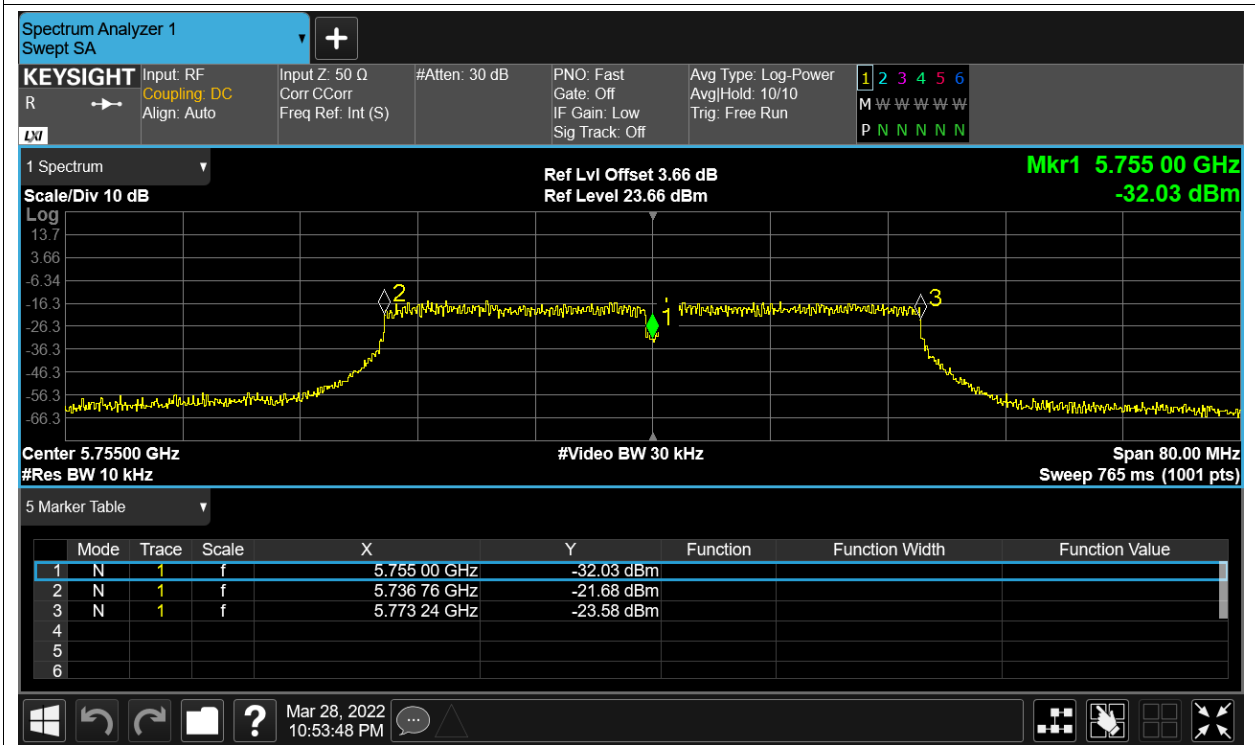 Spectrum Analyzer 1
Swept SA
+
KEYSIGHT Input: RF Input Z: 50 Ω #Atten: 30 dB PNO: Fast Avg Type: Log-Power 1 2 3 4 5 6
R Coupling: DC Corr CCorr Gate: Off Avg|Hold: 10/10 M W W W W W
Align: Auto Freq Ref: Int (S) IF Gain: Low Trig: Free Run
LXI Sig Track: Off P N N N N N
1 Spectrum Ref Lvl Offset 3.66 dB Mkr1 5.755 00 GHz
Scale/Div 10 dB Ref Level 23.66 dBm -32.03 dBm
Log
13.7
3.66
-6.34
-16.3
-26.3
-36.3
-46.3
-56.3
-66.3
2
1
3
Center 5.75500 GHz #Video BW 30 kHz Span 80.00 MHz
#Res BW 10 kHz Sweep 765 ms (1001 pts)
5 Marker Table
Mode Trace Scale X Y Function Function Width Function Value
1 N 1 f 5.755 00 GHz -32.03 dBm
2 N 1 f 5.736 76 GHz -21.68 dBm
3 N 1 f 5.773 24 GHz -23.58 dBm
4
5
6
? Mar 28, 2022
10:53:48 PM